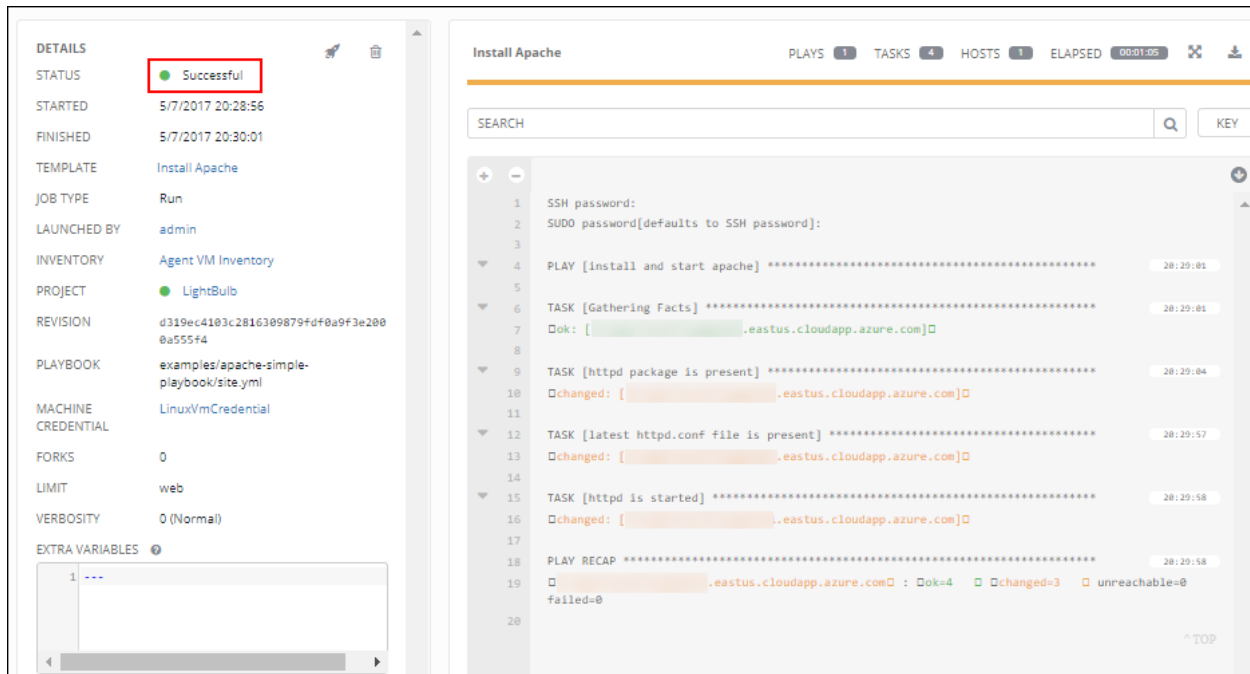 DETAILS
STATUS Successful
STARTED 5/7/2017 20:28:56
FINISHED 5/7/2017 20:30:01
TEMPLATE Install Apache
JOB TYPE Run
LAUNCHED BY admin
INVENTORY Agent VM Inventory
PROJECT LightBulb
REVISION d319ec4103c2816309879fdf0a9f3e200
0a555f4
PLAYBOOK examples/apache-simple-
playbook/site.yml
MACHINE LinuxVmCredential
CREDENTIAL
FORKS 0
LIMIT web
VERBOSITY 0 (Normal)
EXTRA VARIABLES
1 ---
Install Apache PLAYS 1 TASKS 4 HOSTS 1 ELAPSED 00:01:05
SEARCH KEY
1 SSH password:
2 SUDO password[defaults to SSH password]:
3
4 PLAY [install and start apache] ************************************************ 20:29:01
5
6 TASK [Gathering Facts] ********************************************************* 20:29:01
7 ok: [ .eastus.cloudapp.azure.com]
8
9 TASK [httpd package is present] ************************************************ 20:29:04
10 changed: [ .eastus.cloudapp.azure.com]
11
12 TASK [latest httpd.conf file is present] *************************************** 20:29:57
13 changed: [ .eastus.cloudapp.azure.com]
14
15 TASK [httpd is started] ******************************************************** 20:29:58
16 changed: [ .eastus.cloudapp.azure.com]
17
18 PLAY RECAP ********************************************************************* 20:29:58
19 .eastus.cloudapp.azure.com : ok=4 changed=3 unreachable=0
failed=0
20
^ TOP